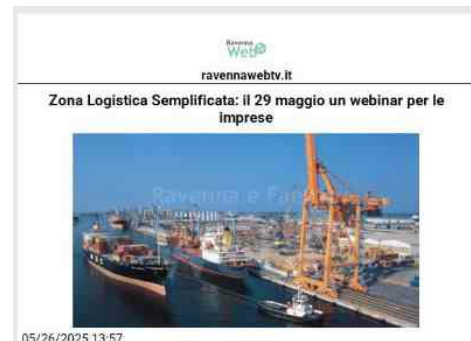 Ravenna
Web
ravennawebtv.it
Zona Logistica Semplificata: il 29 maggio un webinar per le
imprese
Ravenna e Faenza
05/26/2025 13:57